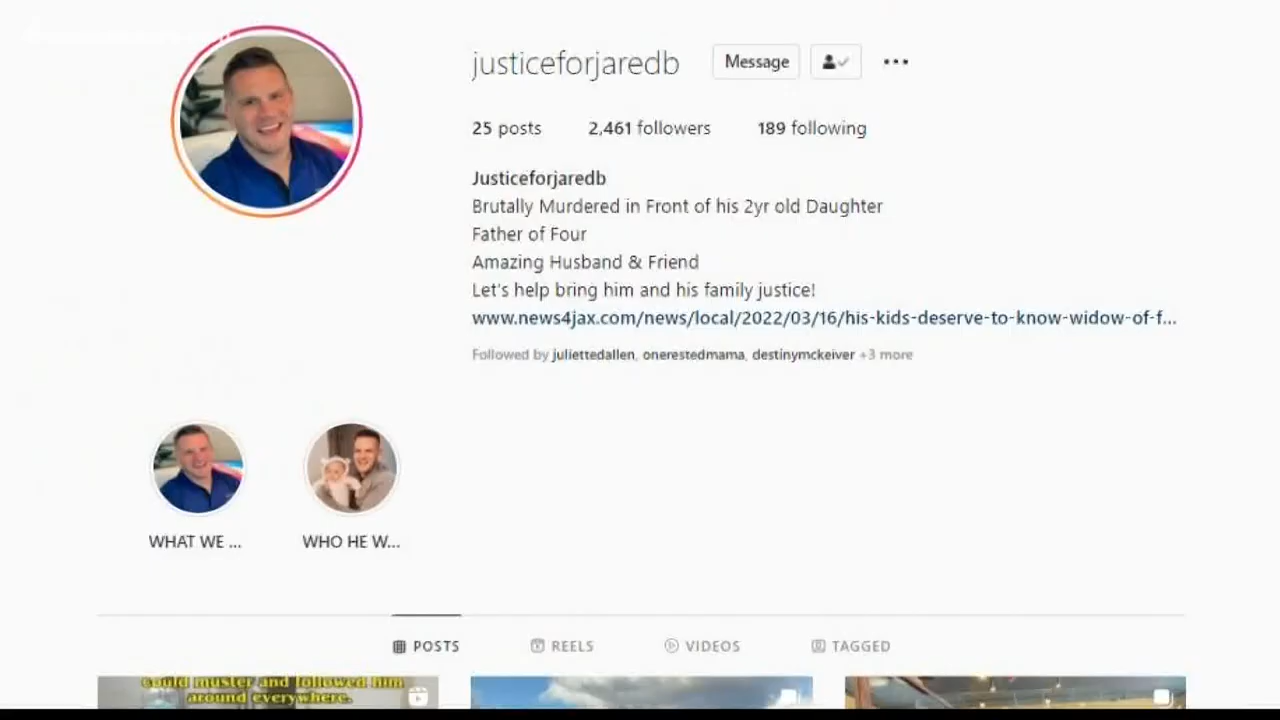 justiceforjaredb
Message
25 posts 2,461 followers 189 following
Justiceforjaredb
Brutally Murdered in Front of his 2yr old Daughter
Father of Four
Amazing Husband & Friend
Let's help bring him and his family justice!
www.news4jax.com/news/local/2022/03/16/his-kids-deserve-to-know-widow-of-f...
Followed by juliettedallen, onerestedmama, destinymckeiver +3 more
WHAT WE ... WHO HE W...
POSTS REELS VIDEOS TAGGED
could muster and followed him
around everywhere.